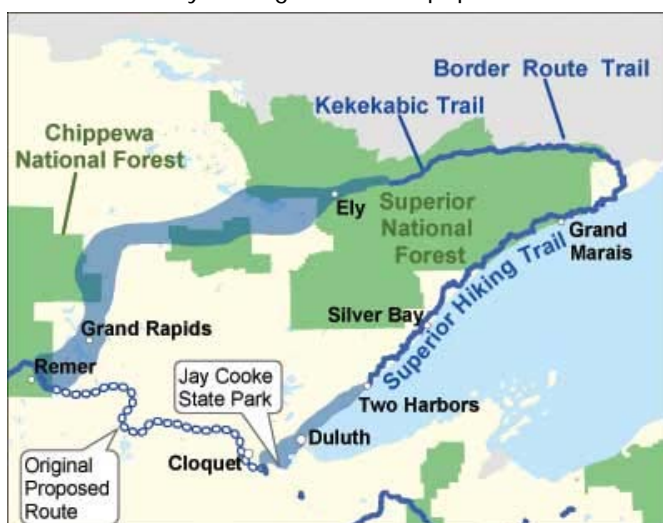 Border Route Trail
Kekekabic Trail
Chippewa
National Forest
Ely
Superior
National
Forest
Grand
Marais
Superior Hiking Trail
Silver Bay
Grand Rapids
Remer
Jay Cooke
State Park
Two Harbors
Duluth
Cloquet
Original
Proposed
Route